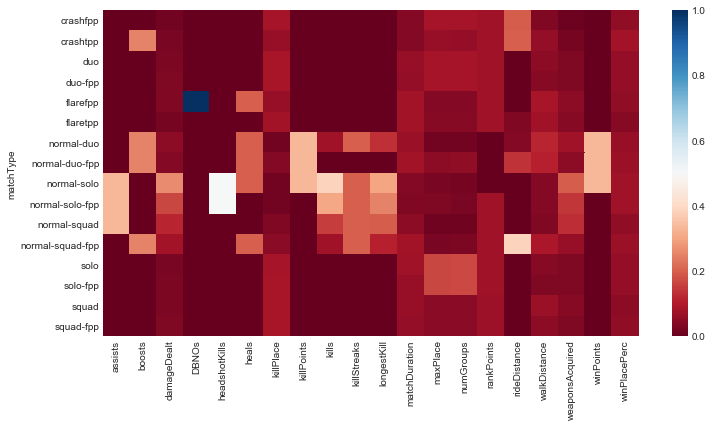 matchType
crashfpp
crashtpp
duo
duo-fpp
flarefpp
flaretpp
normal-duo
normal-duo-fpp
normal-solo
normal-solo-fpp
normal-squad
normal-squad-fpp
solo
solo-fpp
squad
squad-fpp
assists
boosts
damageDealt
DBNOs
headshotKills
heals
killPlace
killPoints
kills
killStreaks
longestKill
matchDuration
maxPlace
numGroups
rankPoints
rideDistance
walkDistance
weaponsAcquired
winPoints
winPlacePerc
1.0
0.8
0.6
0.4
0.2
0.0